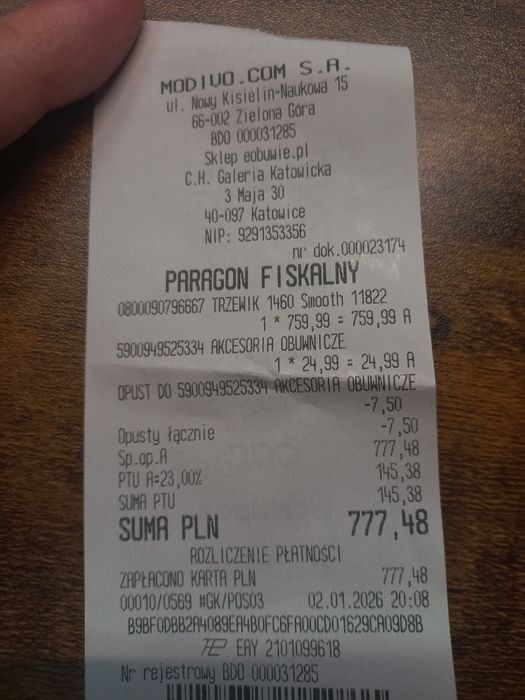 MODIVO.COM S.A.
ul. Nowy Kisielin-Naukowa 15
66-002 Zielona Góra
BDO 000031285
Sklep eobuwie.pl
C.H. Galeria Katowicka
3 Maja 30
40-097 Katowice
NIP: 9291353356
nr dok.000023174
PARAGON FISKALNY
0800090796667 TRZEWIK 1460 Smooth 11822
1 * 759,99 = 759,99 A
5900949525334 AKCESORIA OBUWNICZE
1 * 24,99 = 24,99 A
OPUST DO 5900949525334 AKCESORIA OBUWNICZE
-7,50
Opusty łącznie -7,50
Sp.op.A 777,48
PTU A=23,00% 145,38
SUMA PTU 145,38
SUMA PLN 777,48
ROZLICZENIE PŁATNOŚCI
ZAPŁACONO KARTA PLN 777,48
00010/0569 #GK/POS03 02.01.2026 20:08
B9BF0DBB2A4089EA4B0FC6FA00CD01629CA09D8B
EAY 2101099618
Nr rejestrowy BDO 000031285